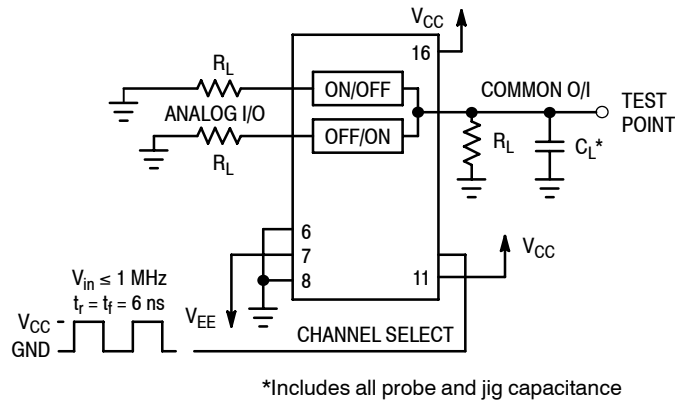 V_CC
16
R_L
ON/OFF
COMMON O/I
TEST
POINT
ANALOG I/O
OFF/ON
R_L
R_L
C_L*
6
7
8
11
V_CC
V_in ≤ 1 MHz
t_r = t_f = 6 ns
V_EE
V_CC
GND
CHANNEL SELECT
*Includes all probe and jig capacitance